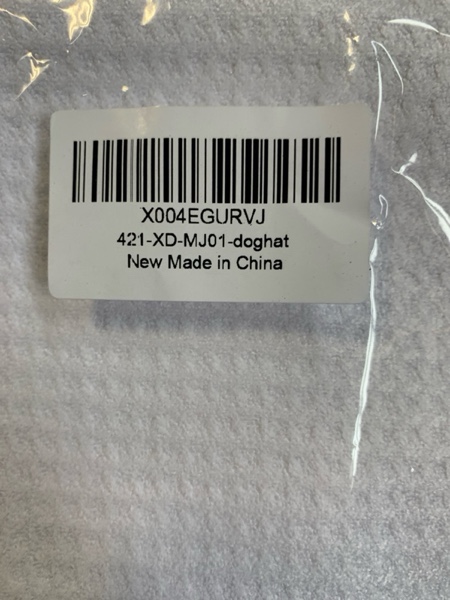 X004EGURVJ
421-XD-MJ01-doghat
New Made in China